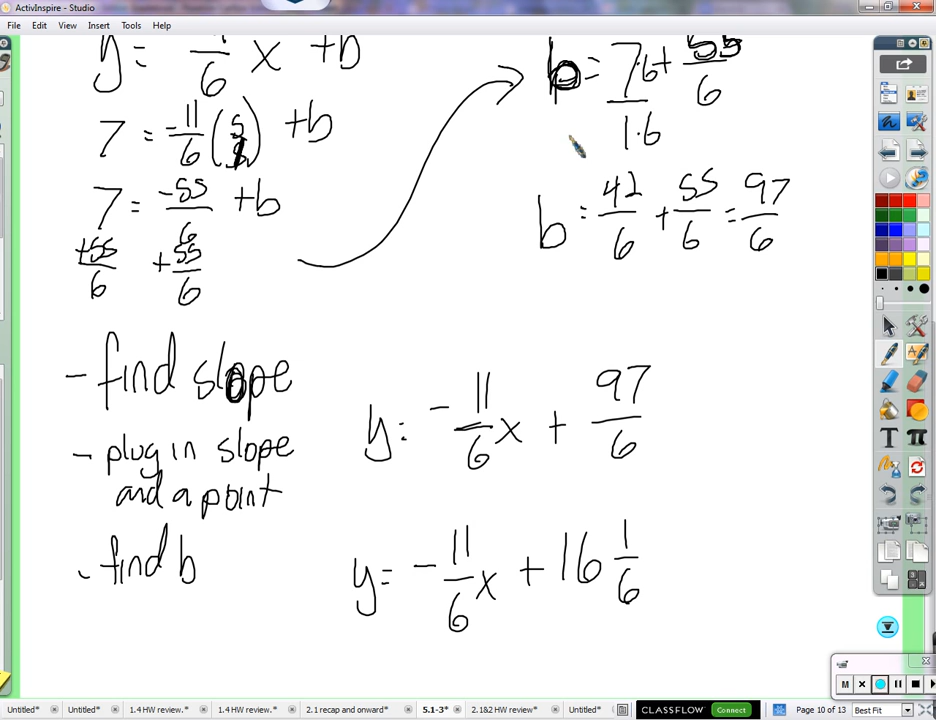 ActivInspire - Studio
File Edit View Insert Tools Help
y = 6 x + b
7 = -11/6 (5) + b
7 = -55/6 + b
+55/6 +55/6
b = 7·6/1·6 + 55/6
b = 42/6 + 55/6 = 97/6
- find slope
- plug in slope
and a point
- find b
y = -11/6 x + 97/6
y = -11/6 x + 16 1/6
M
Untitled* Untitled* 1.4 HW review.* 1.4 HW review.* 2.1 recap and onward* 5.1-3* 2.1&2 HW review* Untitled* CLASSFLOW Connect Page 10 of 13 Best Fit